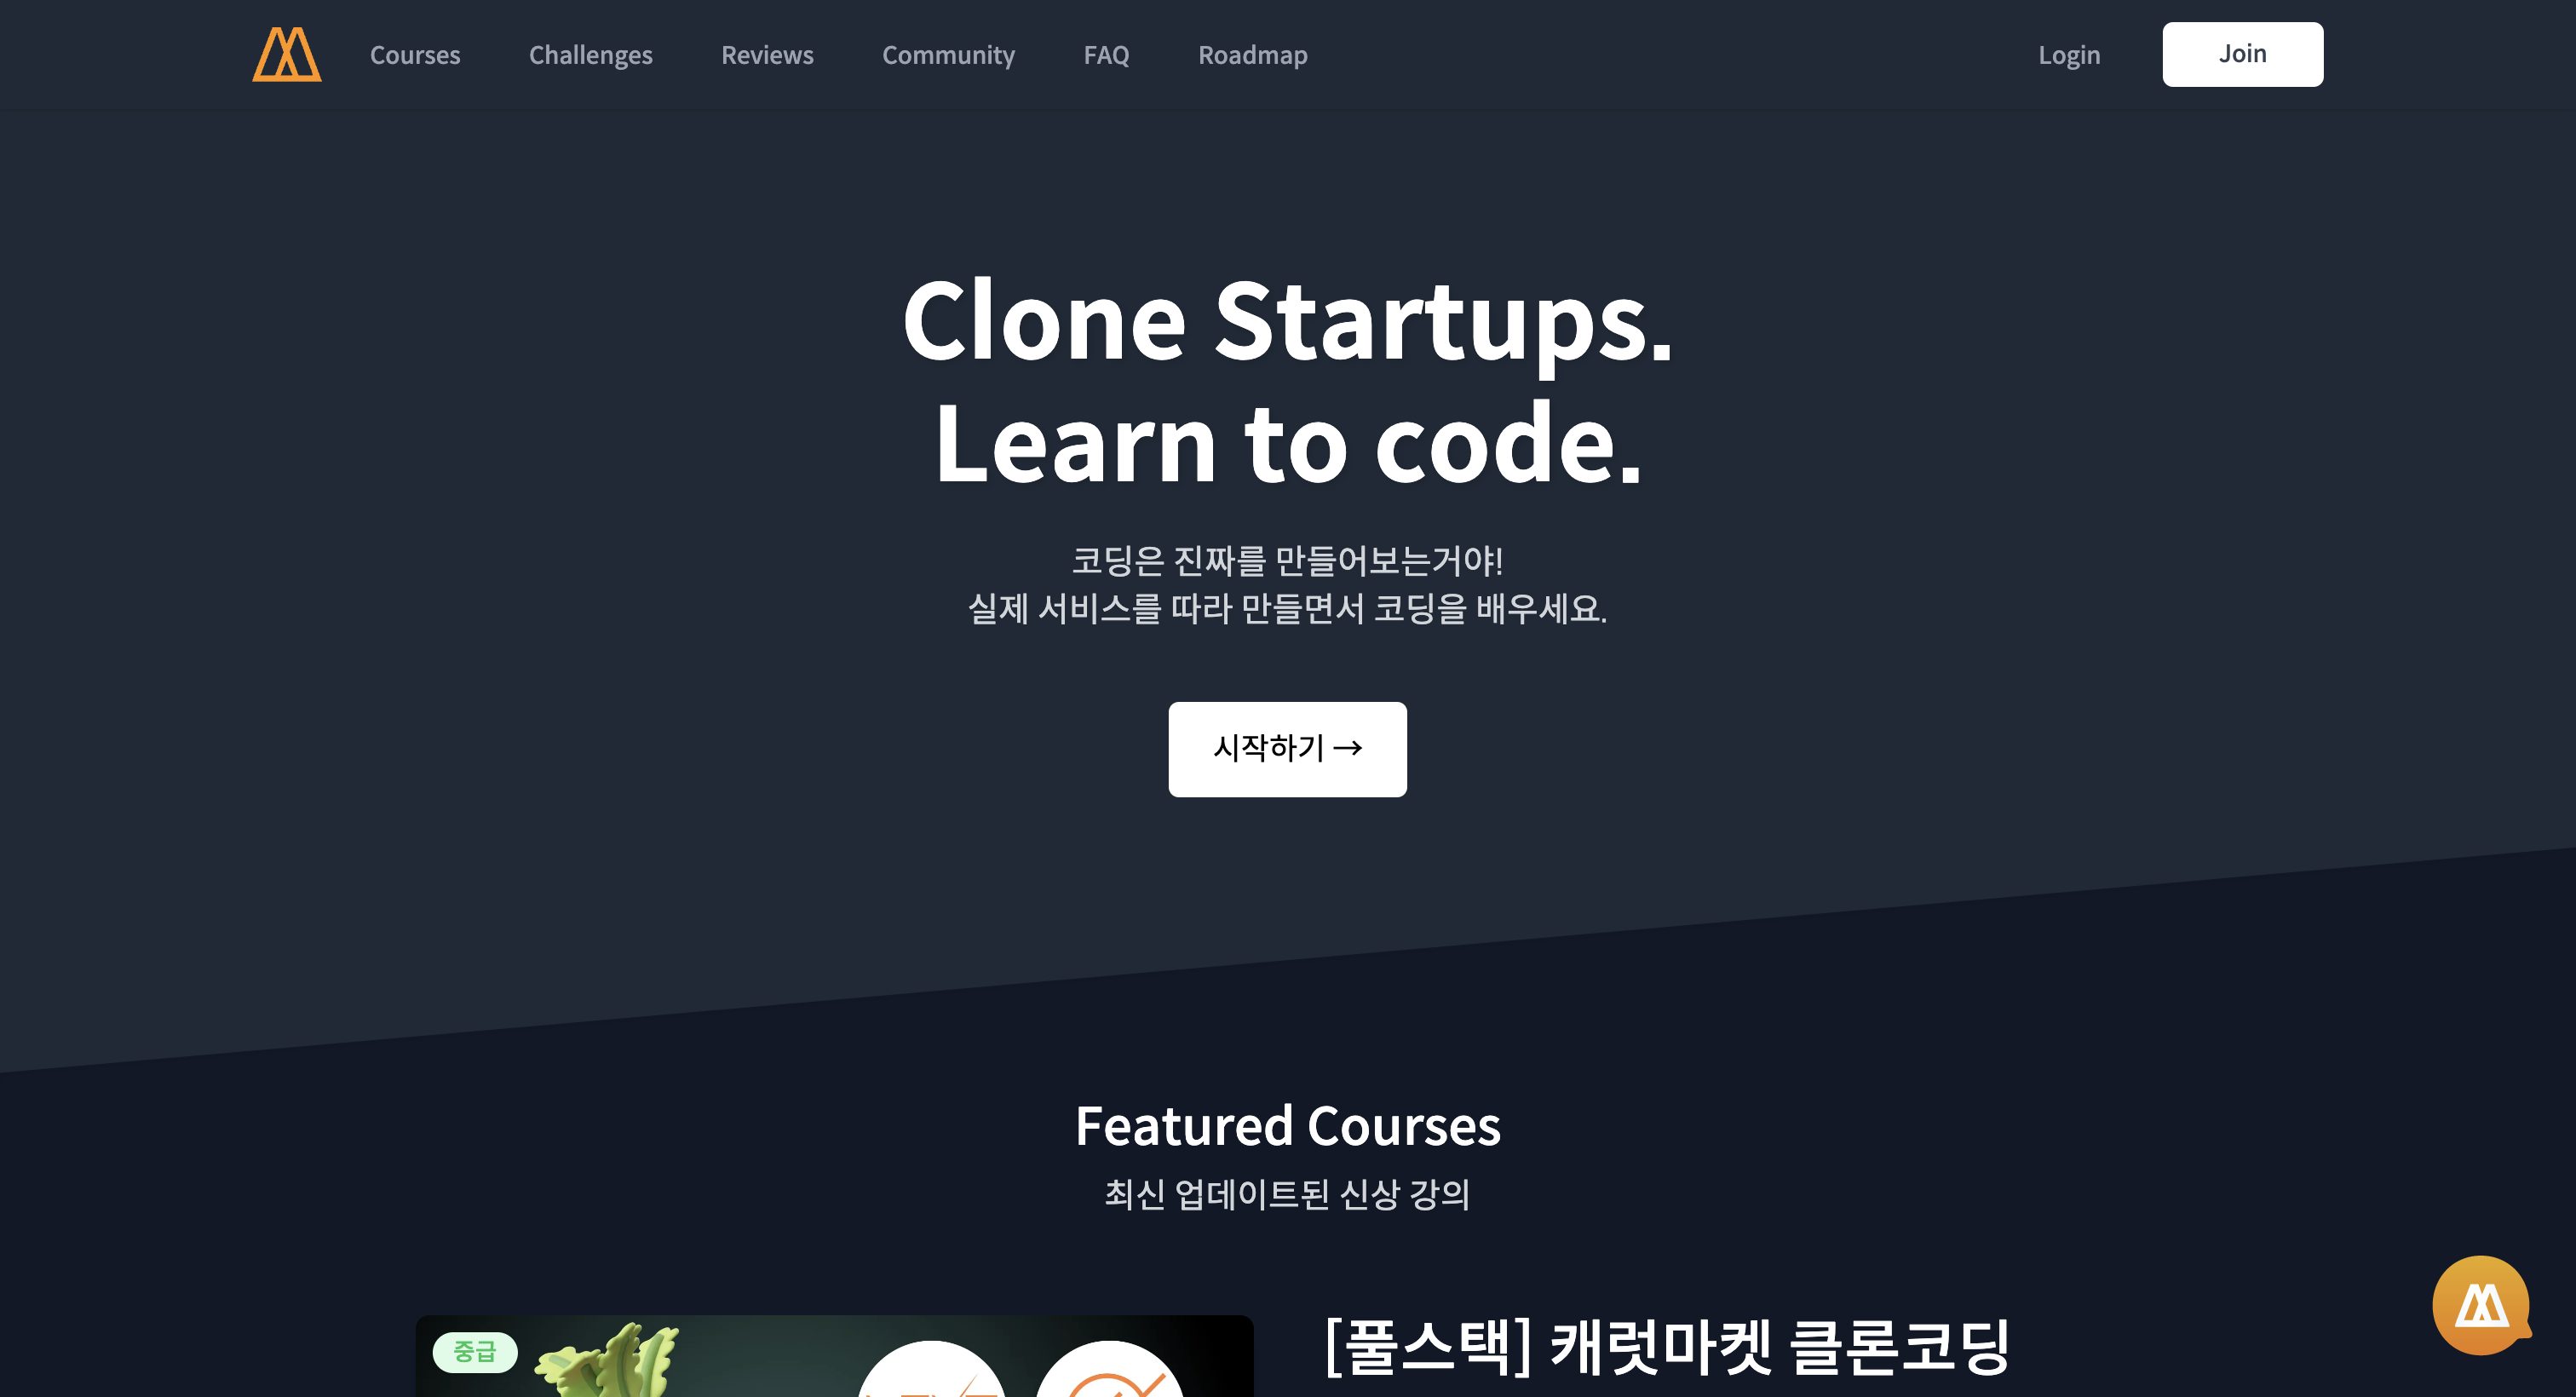 Courses
Challenges
Reviews
Community
FAQ
Roadmap
Login
Join
Clone Startups.
Learn to code.
코딩은 진짜를 만들어보는거야!
실제 서비스를 따라 만들면서 코딩을 배우세요.
시작하기 →
Featured Courses
최신 업데이트된 신상 강의
중급
[풀스택] 캐럿마켓 클론코딩